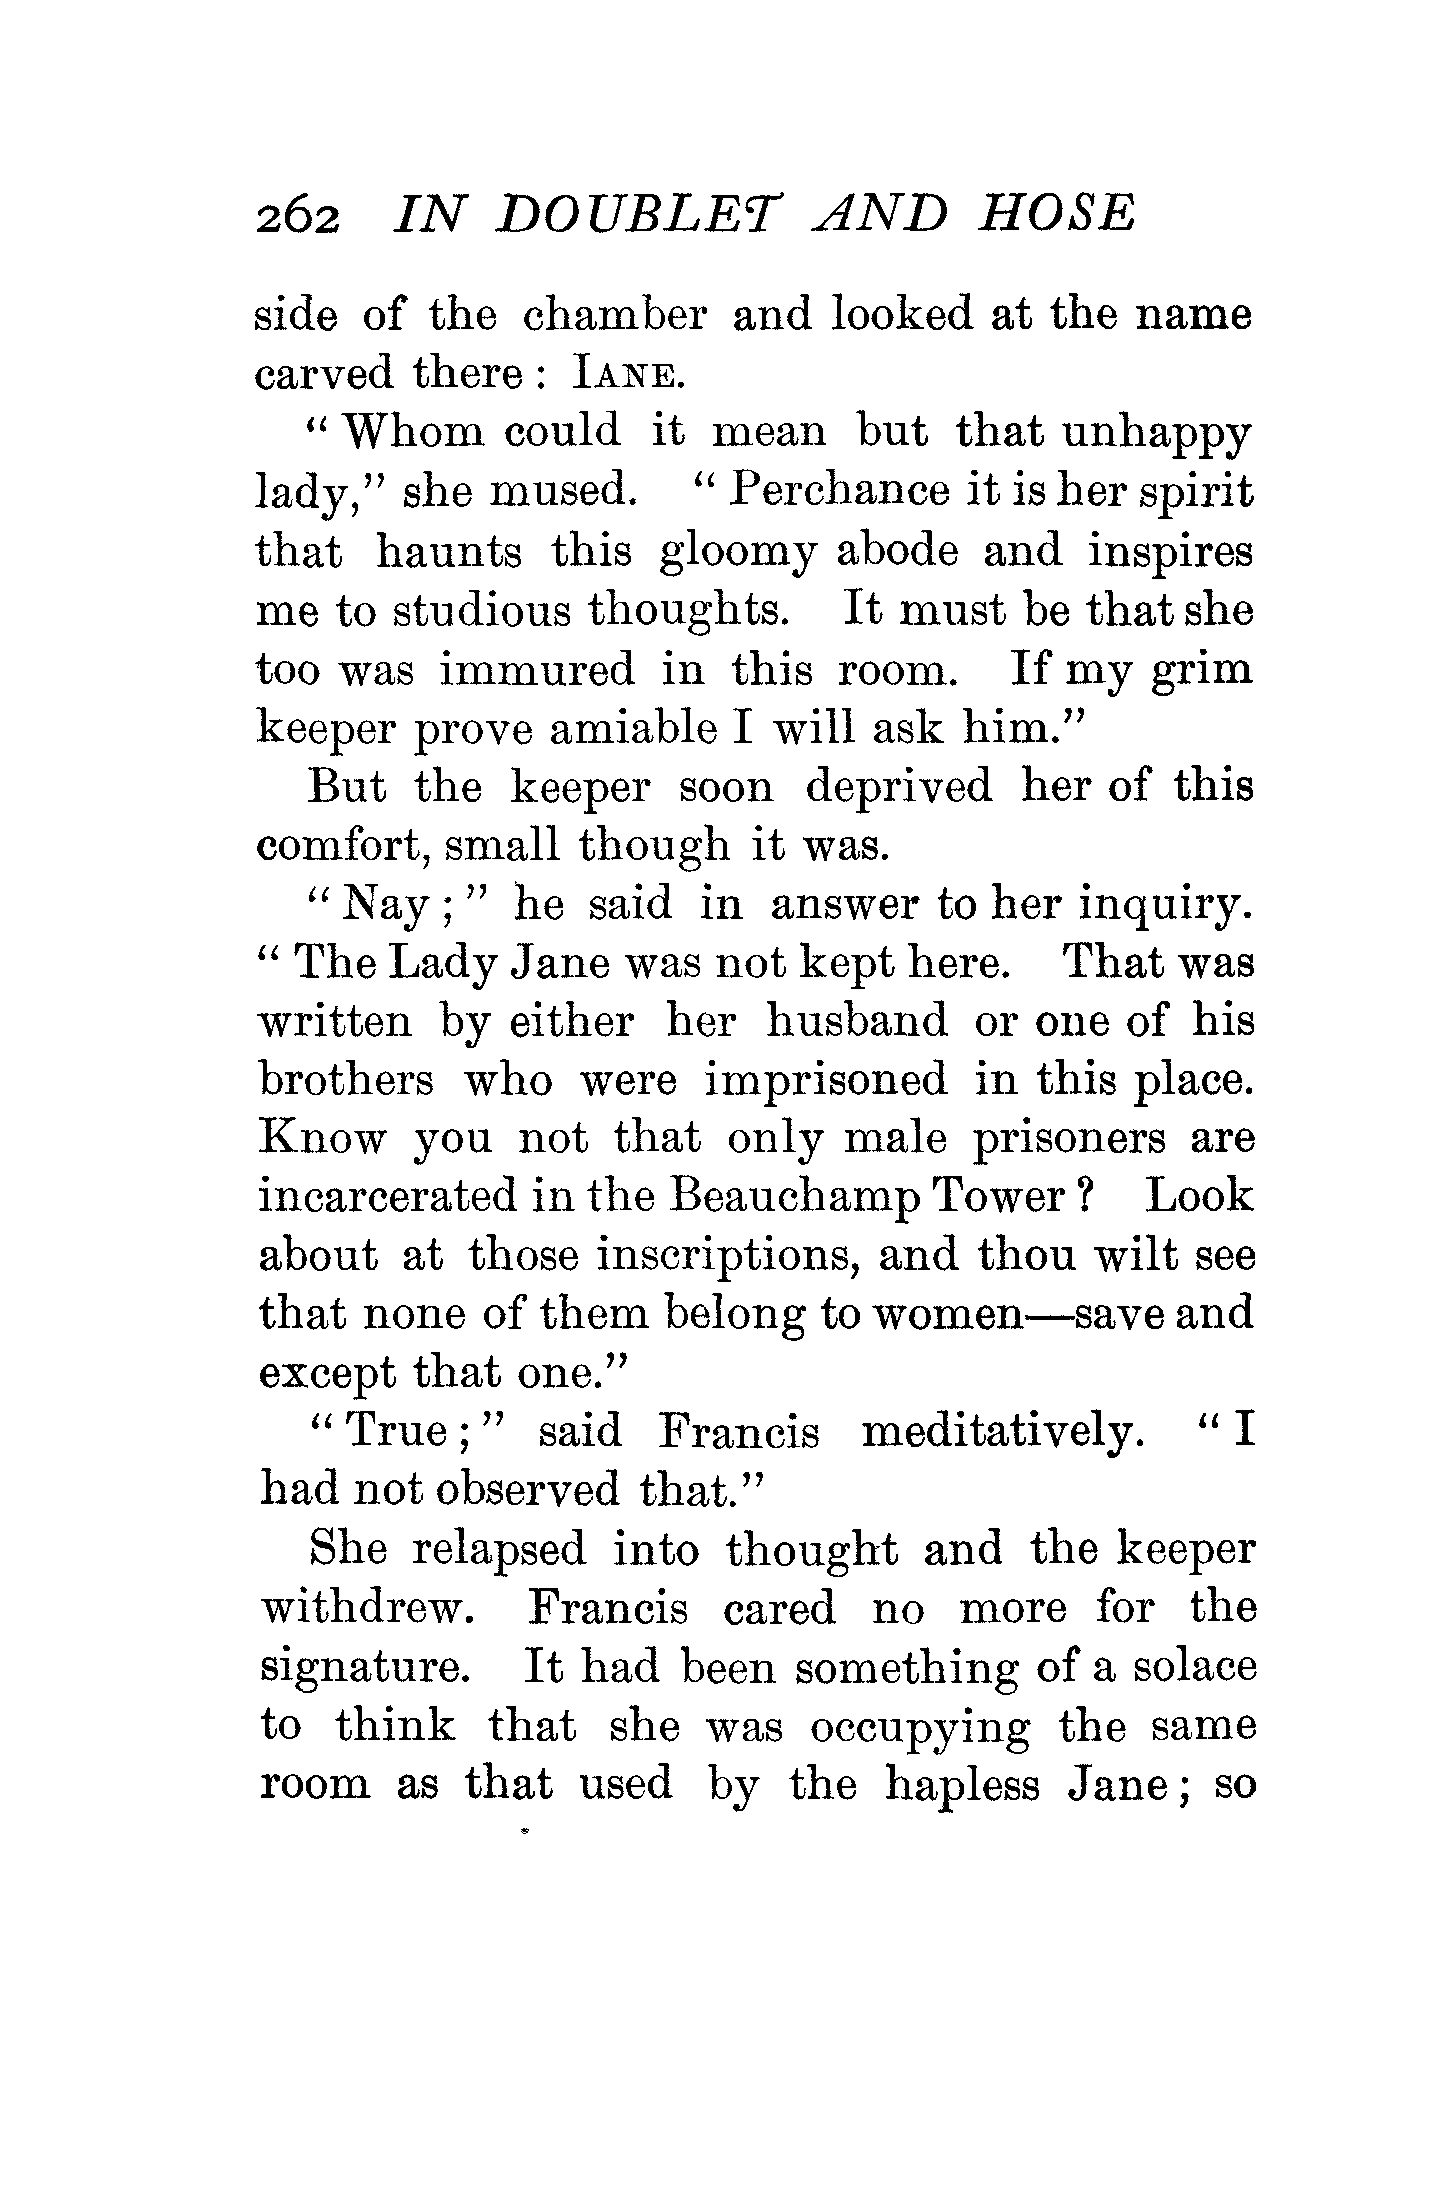 262 IN DOUBLET AND HOSE
side of the chamber and looked at the name
carved there : IANE.
“ Whom could it mean but that unhappy
lady,” she mused. “ Perchance it is her spirit
that haunts this gloomy abode and inspires
me to studious thoughts. It must be that she
too was immured in this room. If my grim
keeper prove amiable I will ask him.”
But the keeper soon deprived her of this
comfort, small though it was.
“ Nay ; ” he said in answer to her inquiry.
“ The Lady Jane was not kept here. That was
written by either her husband or one of his
brothers who were imprisoned in this place.
Know you not that only male prisoners are
incarcerated in the Beauchamp Tower ? Look
about at those inscriptions, and thou wilt see
that none of them belong to women—save and
except that one.”
“ True ; ” said Francis meditatively. “ I
had not observed that.”
She relapsed into thought and the keeper
withdrew. Francis cared no more for the
signature. It had been something of a solace
to think that she was occupying the same
room as that used by the hapless Jane ; so